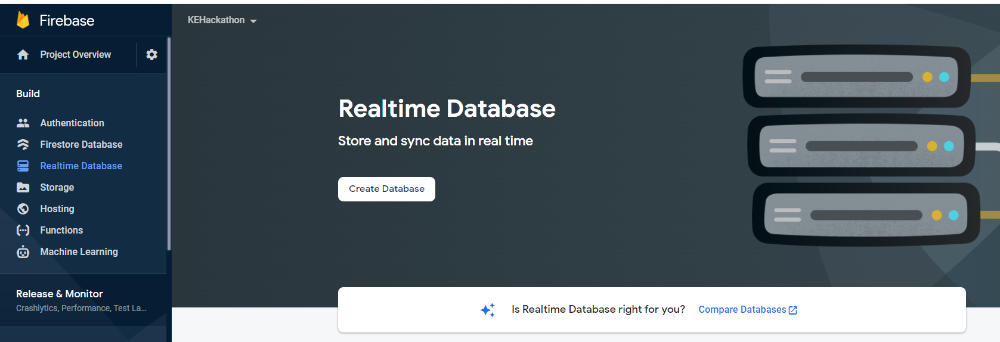 Firebase
Project Overview
Build
Authentication
Firestore Database
Realtime Database
Storage
Hosting
Functions
Machine Learning
Release & Monitor
Crashlytics, Performance, Test La...
KEHackathon
Realtime Database
Store and sync data in real time
Create Database
Is Realtime Database right for you? Compare Databases